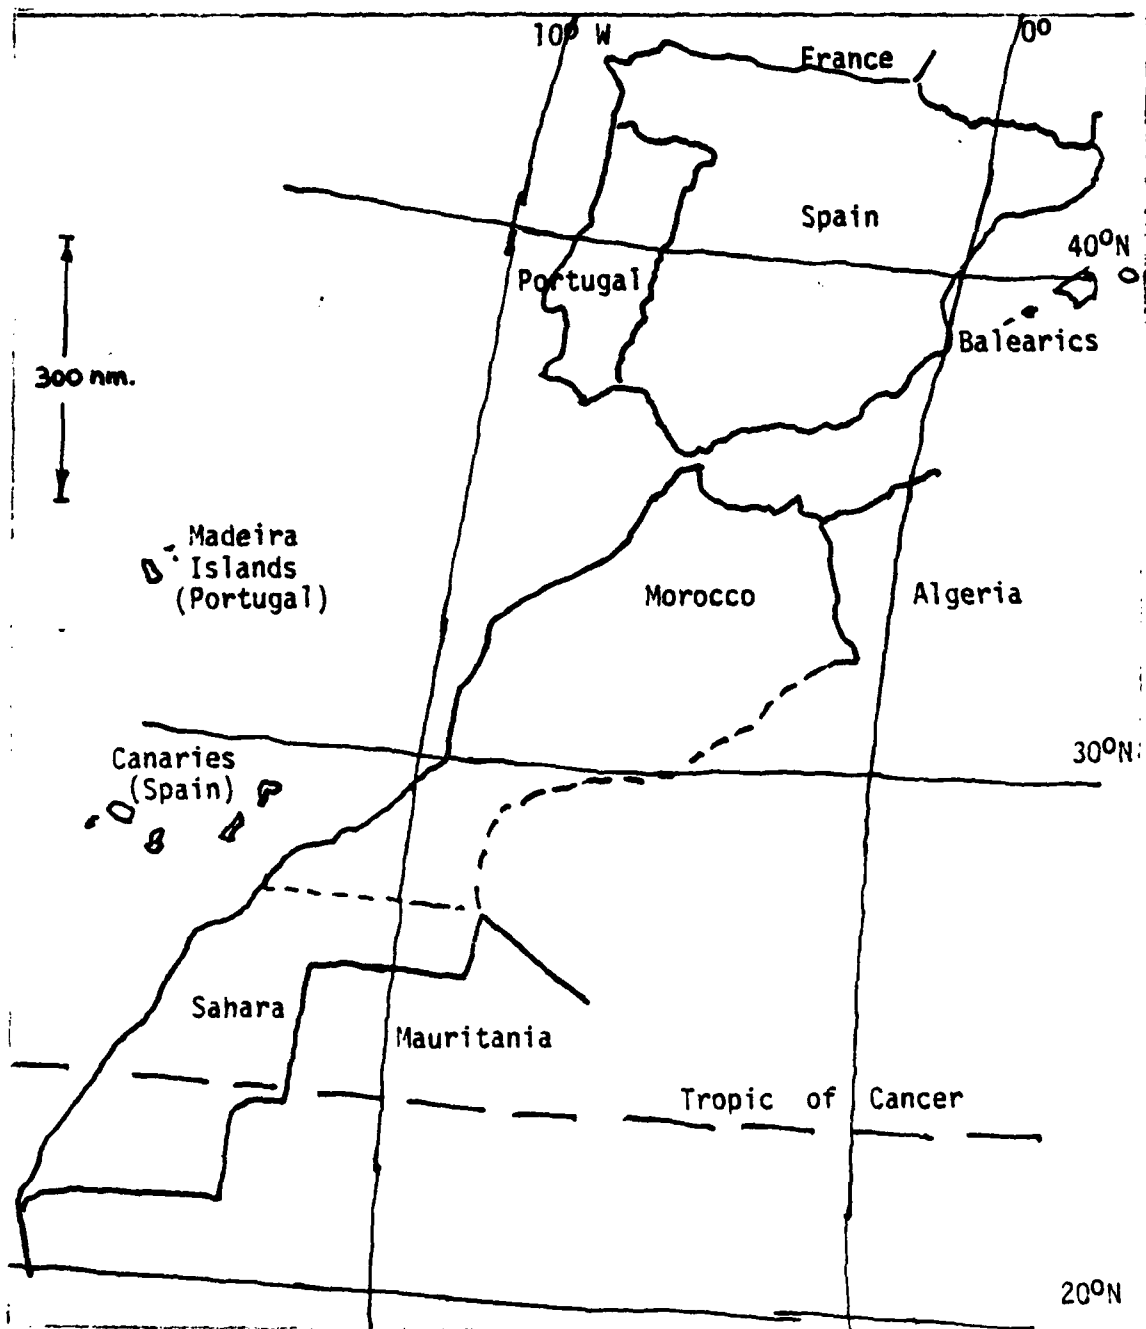 10° W
0°
France
Spain
40°N
Portugal
Balearics
300 nm.
Madeira
Islands
(Portugal)
Morocco
Algeria
30°N
Canaries
(Spain)
Sahara
Mauritania
Tropic of Cancer
20°N